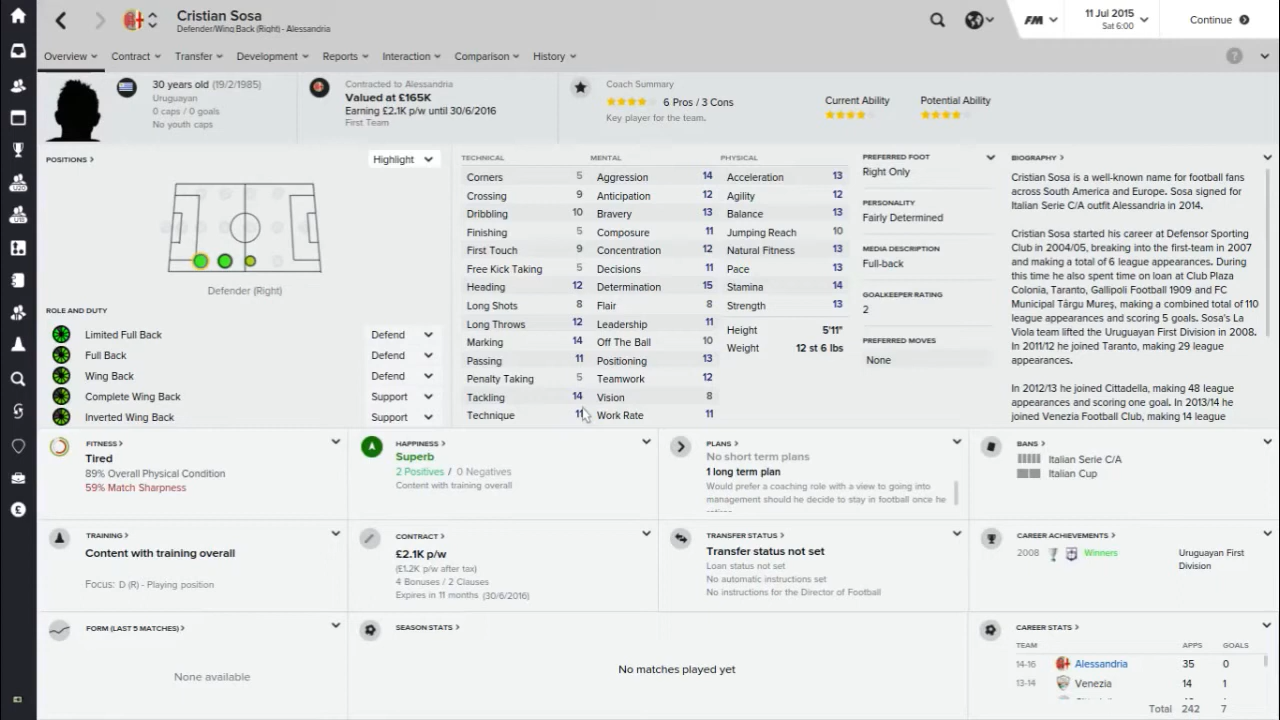 Cristian Sosa
Defender/Wing Back (Right) - Alessandria
FM
11 Jul 2015
Sat 6:00
Continue
Overview
Contract
Transfer
Development
Reports
Interaction
Comparison
History
?
30 years old (19/2/1985)
Uruguayan
0 caps / 0 goals
No youth caps
Contracted to Alessandria
Valued at £165K
Earning £2.1K p/w until 30/6/2016
First Team
Coach Summary
6 Pros / 3 Cons
Key player for the team.
Current Ability
Potential Ability
POSITIONS >
Highlight
Defender (Right)
ROLE AND DUTY
Limited Full Back Defend
Full Back Defend
Wing Back Defend
Complete Wing Back Support
Inverted Wing Back Support
TECHNICAL
Corners 5
Crossing 9
Dribbling 10
Finishing 5
First Touch 9
Free Kick Taking 5
Heading 12
Long Shots 8
Long Throws 12
Marking 14
Passing 11
Penalty Taking 5
Tackling 14
Technique 11
MENTAL
Aggression 14
Anticipation 12
Bravery 13
Composure 11
Concentration 12
Decisions 11
Determination 15
Flair 8
Leadership 11
Off The Ball 10
Positioning 13
Teamwork 12
Vision 8
Work Rate 11
PHYSICAL
Acceleration 13
Agility 12
Balance 13
Jumping Reach 10
Natural Fitness 13
Pace 13
Stamina 14
Strength 13
Height 5'11"
Weight 12 st 6 lbs
PREFERRED FOOT
Right Only
PERSONALITY
Fairly Determined
MEDIA DESCRIPTION
Full-back
GOALKEEPER RATING
2
PREFERRED MOVES
None
BIOGRAPHY >
Cristian Sosa is a well-known name for football fans
across South America and Europe. Sosa signed for
Italian Serie C/A outfit Alessandria in 2014.
Cristian Sosa started his career at Defensor Sporting
Club in 2004/05, breaking into the first-team in 2007
and making a total of 6 league appearances. During
this time he also spent time on loan at Club Plaza
Colonia, Taranto, Gallipoli Football 1909 and FC
Municipal Târgu Mureș, making a combined total of 110
league appearances and scoring 5 goals. Sosa's La
Viola team lifted the Uruguayan First Division in 2008.
In 2011/12 he joined Taranto, making 29 league
appearances.
In 2012/13 he joined Cittadella, making 48 league
appearances and scoring one goal. In 2013/14 he
joined Venezia Football Club, making 14 league
FITNESS >
Tired
89% Overall Physical Condition
59% Match Sharpness
HAPPINESS >
Superb
2 Positives / 0 Negatives
Content with training overall
PLANS >
No short term plans
1 long term plan
Would prefer a coaching role with a view to going into
management should he decide to stay in football once he
BANS >
Italian Serie C/A
Italian Cup
TRAINING >
Content with training overall
Focus: D (R) - Playing position
CONTRACT >
£2.1K p/w
(£1.2K p/w after tax)
4 Bonuses / 2 Clauses
Expires in 11 months (30/6/2016)
TRANSFER STATUS >
Transfer status not set
Loan status not set
No automatic instructions set
No instructions for the Director of Football
CAREER ACHIEVEMENTS >
2008 Winners Uruguayan First
Division
FORM (LAST 5 MATCHES) >
None available
SEASON STATS >
No matches played yet
CAREER STATS >
TEAM APPS GOALS
14-16 Alessandria 35 0
13-14 Venezia 14 1
Total 242 7